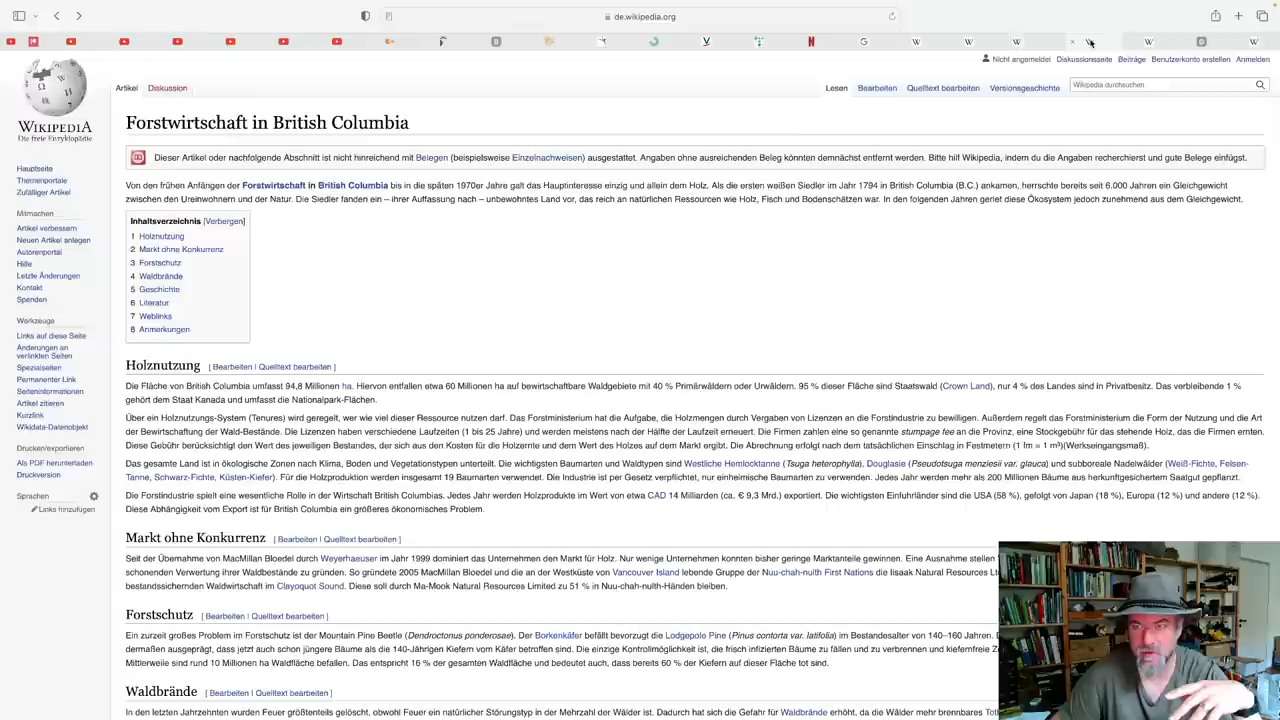 de.wikipedia.org
Nicht angemeldet Diskussionsseite Beiträge Benutzerkonto erstellen Anmelden
Artikel Diskussion Lesen Bearbeiten Quelltext bearbeiten Versionsgeschichte Wikipedia durchsuchen
WIKIPEDIA
Die freie Enzyklopädie
Hauptseite
Themenportale
Zufälliger Artikel
Mitmachen
Artikel verbessern
Neuen Artikel anlegen
Autorenportal
Hilfe
Letzte Änderungen
Kontakt
Spenden
Werkzeuge
Links auf diese Seite
Änderungen an
verlinkten Seiten
Spezialseiten
Permanenter Link
Seiteninformationen
Artikel zitieren
Kurzlink
Wikidata-Datenobjekt
Drucken/exportieren
Als PDF herunterladen
Druckversion
Sprachen
Links hinzufügen
Forstwirtschaft in British Columbia
Dieser Artikel oder nachfolgende Abschnitt ist nicht hinreichend mit Belegen (beispielsweise Einzelnachweisen) ausgestattet. Angaben ohne ausreichenden Beleg könnten demnächst entfernt werden. Bitte hilf Wikipedia, indem du die Angaben recherchierst und gute Belege einfügst.
Von den frühen Anfängen der Forstwirtschaft in British Columbia bis in die späten 1970er Jahre galt das Hauptinteresse einzig und allein dem Holz. Als die ersten weißen Siedler im Jahr 1794 in British Columbia (B.C.) ankamen, herrschte bereits seit 6.000 Jahren ein Gleichgewicht
zwischen den Ureinwohnern und der Natur. Die Siedler fanden ein – ihrer Auffassung nach – unbewohntes Land vor, das reich an natürlichen Ressourcen wie Holz, Fisch und Bodenschätzen war. In den folgenden Jahren geriet diese Ökosystem jedoch zunehmend aus dem Gleichgewicht.
Inhaltsverzeichnis [Verbergen]
1 Holznutzung
2 Markt ohne Konkurrenz
3 Forstschutz
4 Waldbrände
5 Geschichte
6 Literatur
7 Weblinks
8 Anmerkungen
Holznutzung [ Bearbeiten | Quelltext bearbeiten ]
Die Fläche von British Columbia umfasst 94,8 Millionen ha. Hiervon entfallen etwa 60 Millionen ha auf bewirtschaftbare Waldgebiete mit 40 % Primärwäldern oder Urwäldern. 95 % dieser Fläche sind Staatswald (Crown Land), nur 4 % des Landes sind in Privatbesitz. Das verbleibende 1 %
gehört dem Staat Kanada und umfasst die Nationalpark-Flächen.
Über ein Holznutzungs-System (Tenures) wird geregelt, wer wie viel dieser Ressource nutzen darf. Das Forstministerium hat die Aufgabe, die Holzmengen durch Vergaben von Lizenzen an die Forstindustrie zu bewilligen. Außerdem regelt das Forstministerium die Form der Nutzung und die Art
der Bewirtschaftung der Wald-Bestände. Die Lizenzen haben verschiedene Laufzeiten (1 bis 25 Jahre) und werden meistens nach der Hälfte der Laufzeit erneuert. Die Firmen zahlen eine so genannte stumpage fee an die Provinz, eine Stockgebühr für das stehende Holz, das die Firmen ernten.
Diese Gebühr berücksichtigt den Wert des jeweiligen Bestandes, der sich aus den Kosten für die Holzernte und dem Wert des Holzes auf dem Markt ergibt. Die Abrechnung erfolgt nach dem tatsächlichen Einschlag in Festmetern (1 fm = 1 m³)(Werkseingangsmaß).
Das gesamte Land ist in ökologische Zonen nach Klima, Boden und Vegetationstypen unterteilt. Die wichtigsten Baumarten und Waldtypen sind Westliche Hemlocktanne (Tsuga heterophylla), Douglasie (Pseudotsuga menziesii var. glauca) und subboreale Nadelwälder (Weiß-Fichte, Felsen-
Tanne, Schwarz-Fichte, Küsten-Kiefer). Für die Holzproduktion werden insgesamt 19 Baumarten verwendet. Die Industrie ist per Gesetz verpflichtet, nur einheimische Baumarten zu verwenden. Jedes Jahr werden mehr als 200 Millionen Bäume aus herkunftgesichertem Saatgut gepflanzt.
Die Forstindustrie spielt eine wesentliche Rolle in der Wirtschaft British Columbias. Jedes Jahr werden Holzprodukte im Wert von etwa CAD 14 Milliarden (ca. € 9,3 Mrd.) exportiert. Die wichtigsten Einfuhrländer sind die USA (58 %), gefolgt von Japan (18 %), Europa (12 %) und andere (12 %).
Diese Abhängigkeit vom Export ist für British Columbia ein größeres ökonomisches Problem.
Markt ohne Konkurrenz [ Bearbeiten | Quelltext bearbeiten ]
Seit der Übernahme von MacMillan Bloedel durch Weyerhaeuser im Jahr 1999 dominiert das Unternehmen den Markt für Holz. Nur wenige Unternehmen konnten bisher geringe Marktanteile gewinnen. Eine Ausnahme stellen
schonenden Verwertung ihrer Waldbestände zu gründen. So gründete 2005 MacMillan Bloedel und die an der Westküste von Vancouver Island lebende Gruppe der Nuu-chah-nulth First Nations die Iisaak Natural Resources
bestandssichernden Waldwirtschaft im Clayoquot Sound. Diese soll durch Ma-Mook Natural Resources Limited zu 51 % in Nuu-chah-nulth-Händen bleiben.
Forstschutz [ Bearbeiten | Quelltext bearbeiten ]
Ein zurzeit großes Problem im Forstschutz ist der Mountain Pine Beetle (Dendroctonus ponderosae). Der Borkenkäfer befällt bevorzugt die Lodgepole Pine (Pinus contorta var. latifolia) im Bestandesalter von 140–160 Jahren.
dermaßen ausgeprägt, dass jetzt auch schon jüngere Bäume als die 140-Jährigen Kiefern vom Käfer betroffen sind. Die einzige Kontrollmöglichkeit ist, die frisch infizierten Bäume zu fällen und zu verbrennen und kiefernfreie
Mittlerweile sind rund 10 Millionen ha Waldfläche befallen. Das entspricht 16 % der gesamten Waldfläche und bedeutet auch, dass bereits 60 % der Kiefern auf dieser Fläche tot sind.
Waldbrände [ Bearbeiten | Quelltext bearbeiten ]
In den letzten Jahrzehnten wurden Feuer größtenteils gelöscht, obwohl Feuer ein natürlicher Störungstyp in der Mehrzahl der Wälder ist. Dadurch hat sich die Gefahr für Waldbrände erhöht, da die Wälder mehr brennbares